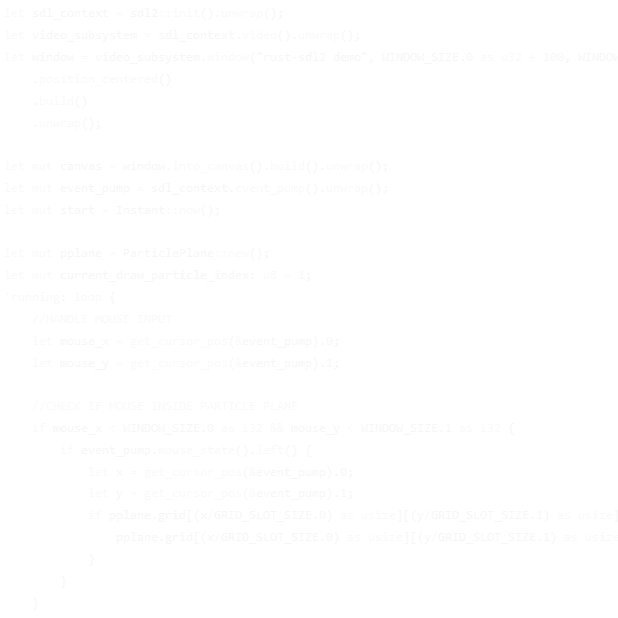 let sdl_context = sdl2::init().unwrap();
let video_subsystem = sdl_context.video().unwrap();
let window = video_subsystem.window("rust-sdl2 demo", WINDOW_SIZE.0 as u32 + 100, WINDOW
.position_centered()
.build()
.unwrap();
let mut canvas = window.into_canvas().build().unwrap();
let mut event_pump = sdl_context.event_pump().unwrap();
let mut start = Instant::now();
let mut pplane = ParticlePlane::new();
let mut current_draw_particle_index: u8 = 1;
'running: loop {
//HANDLE MOUSE INPUT
let mouse_x = get_cursor_pos(&event_pump).0;
let mouse_y = get_cursor_pos(&event_pump).1;
//CHECK IF MOUSE INSIDE PARTICLE PLANE
if mouse_x < WINDOW_SIZE.0 as i32 && mouse_y < WINDOW_SIZE.1 as i32 {
if event_pump.mouse_state().left() {
let x = get_cursor_pos(&event_pump).0;
let y = get_cursor_pos(&event_pump).1;
if pplane.grid[(x/GRID_SLOT_SIZE.0) as usize][(y/GRID_SLOT_SIZE.1) as usize]
pplane.grid[(x/GRID_SLOT_SIZE.0) as usize][(y/GRID_SLOT_SIZE.1) as usize
}
}
}